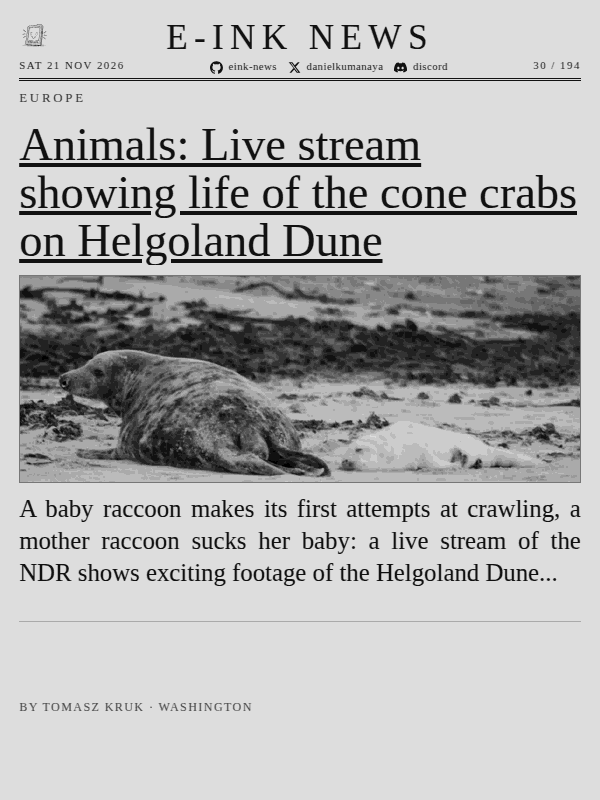 E-INK NEWS
SAT 21 NOV 2026
eink-news danielkumanaya discord
30 / 194
EUROPE
Animals: Live stream
showing life of the cone crabs
on Helgoland Dune
A baby raccoon makes its first attempts at crawling, a
mother raccoon sucks her baby: a live stream of the
NDR shows exciting footage of the Helgoland Dune...
BY TOMASZ KRUK · WASHINGTON